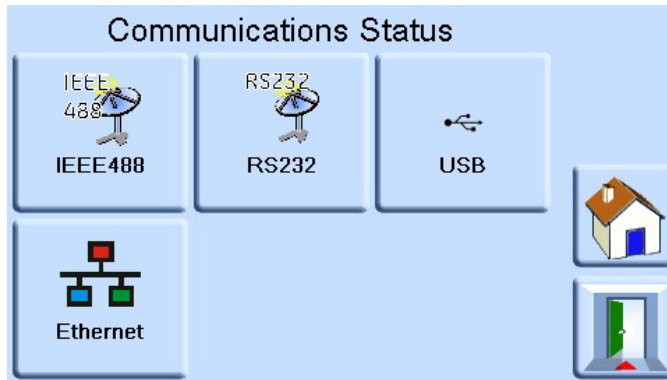 Communications Status
IEEE
488
IEEE488
RS232
RS232
USB
Ethernet